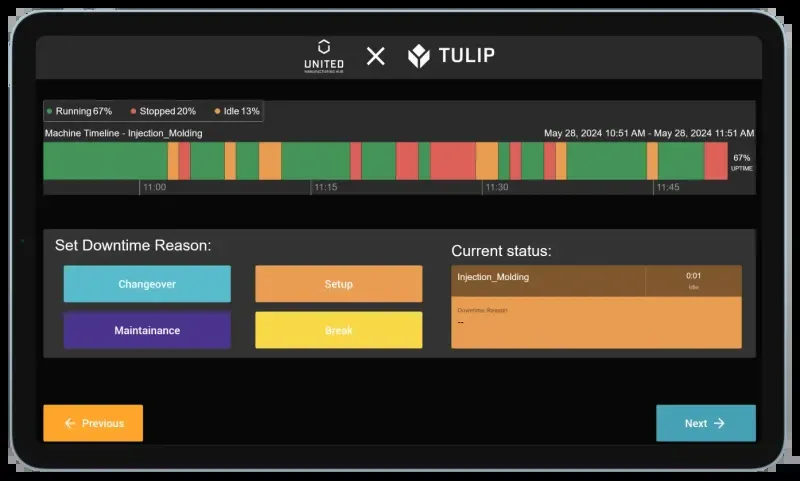 UNITED
MANUFACTURING HUB
TULIP
Running 67% Stopped 20% Idle 13%
Machine Timeline - Injection_Molding May 28, 2024 10:51 AM - May 28, 2024 11:51 AM
67%
UPTIME
11:00 11:15 11:30 11:45
Set Downtime Reason:
Current status:
Changeover Setup
Injection_Molding 0:01
Idle
Downtime Reason
--
Maintainance Break
Previous Next